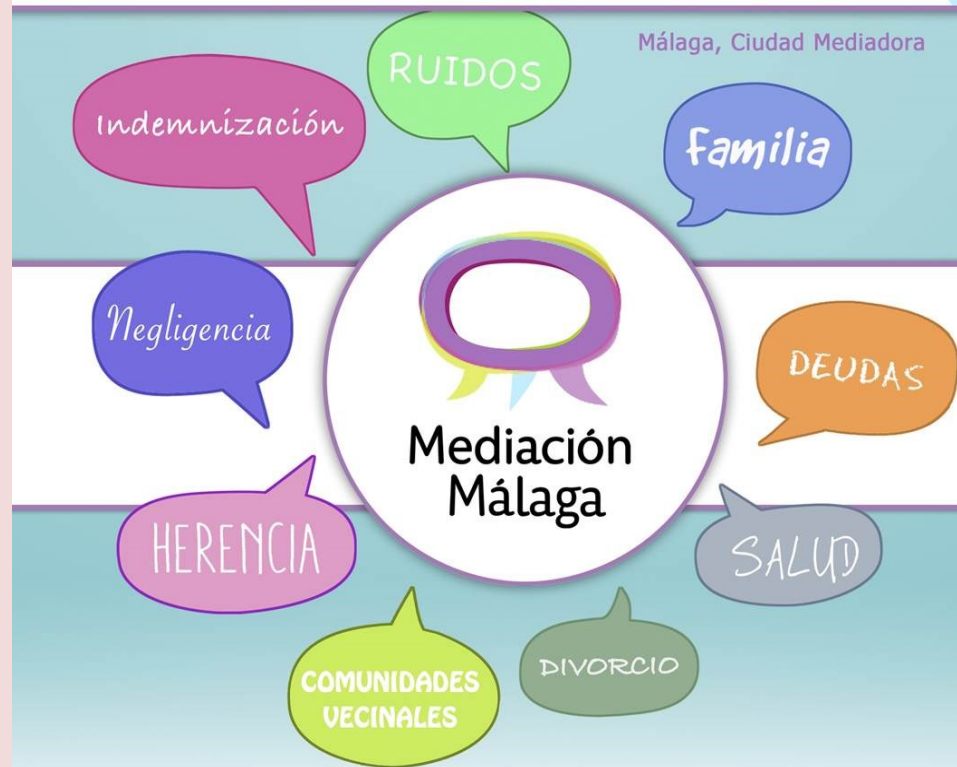 Málaga, Ciudad Mediadora
RUIDOS
Indemnización
Familia
Negligencia
DEUDAS
Mediación
Málaga
HERENCIA
SALUD
COMUNIDADES
VECINALES
DIVORCIO